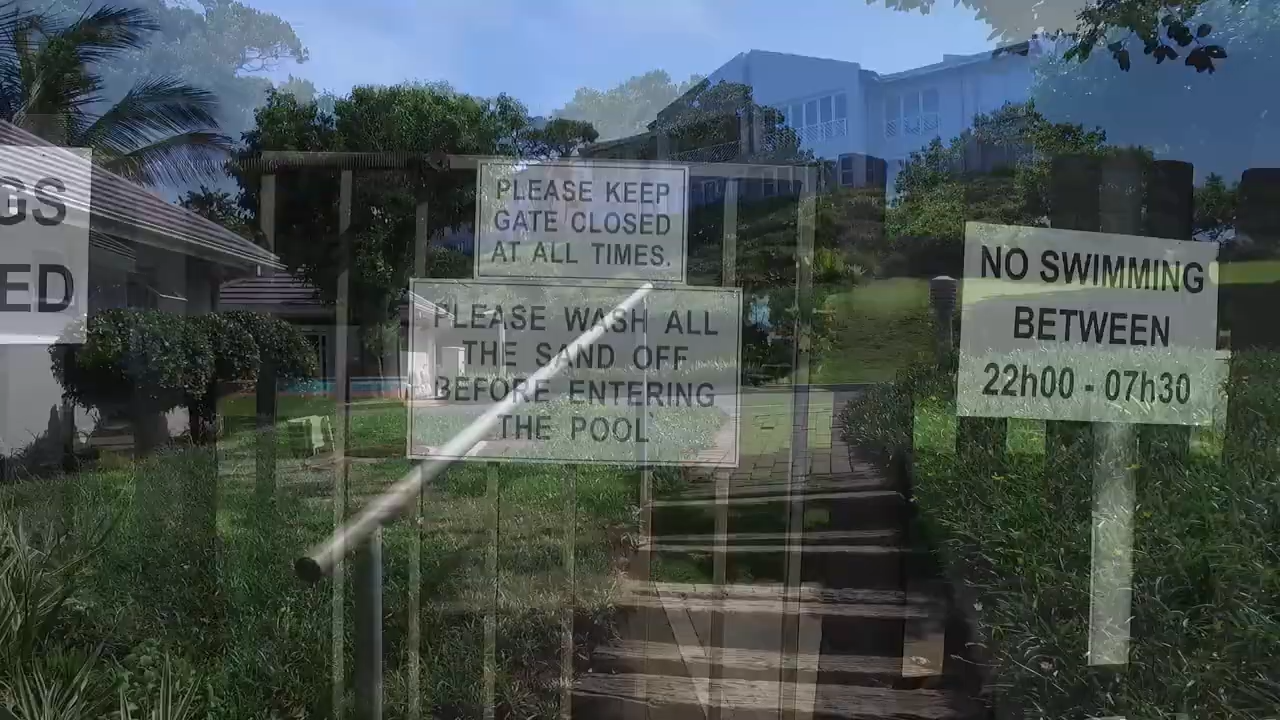 GS
ED
PLEASE KEEP
GATE CLOSED
AT ALL TIMES.
PLEASE WASH ALL
THE SAND OFF
BEFORE ENTERING
THE POOL
NO SWIMMING
BETWEEN
22h00 - 07h30